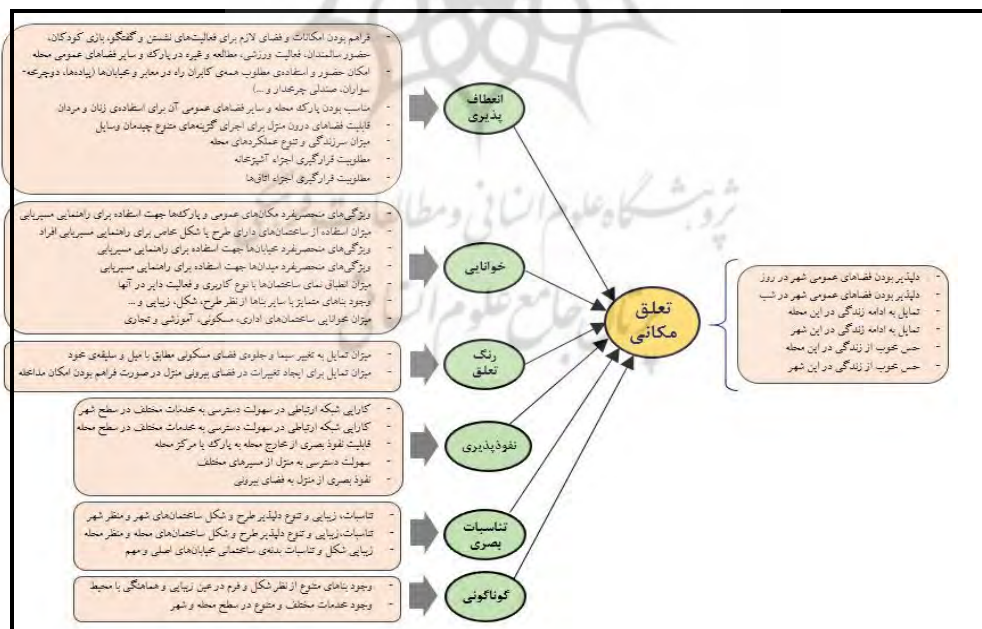 - فراهم بودن امکانات و فضای لازم برای فعالیت‌های نشستن و گفتگو، بازی کودکان،
حضور سالمندان، فعالیت ورزشی، مطالعه و غیره در پارک و سایر فضاهای عمومی محله
- امکان حضور و استفاده‌ی مطلوب همه‌ی کابران راه در معابر و خیابان‌ها (پیاده‌ها، دوچرخه-
سواران، صندلی چرخدار و ...)
- مناسب بودن پارک محله و سایر فضاهای عمومی آن برای استفاده‌ی زنان و مردان
- قابلیت فضاهای درون منزل برای اجرای گزینه‌های متنوع چیدمان وسایل
- میزان سرزندگی و تنوع عملکردهای محله
- مطلوبیت قرارگیری اجزاء آشپزخانه
- مطلوبیت قرارگیری اجزاء اتاق‌ها
انعطاف
پذیری
- ویژگی‌های منحصربفرد مکان‌های عمومی و پارک‌ها جهت استفاده برای راهنمایی مسیریابی
- میزان استفاده از ساختمان‌های دارای طرح یا شکل خاص برای راهنمایی مسیریابی افراد
- ویژگی‌های منحصربفرد خیابان‌ها جهت استفاده برای راهنمایی مسیریابی
- ویژگی‌های منحصربفرد میدان‌ها جهت استفاده برای راهنمایی مسیریابی
- میزان انطباق نمای ساختمان‌ها با نوع کاربری و فعالیت دایر در آنها
- وجود بناهای متمایز با سایر بناها از نظر طرح، شکل، زیبایی و ...
- میزان خوانایی ساختمان‌های اداری، مسکونی، آموزشی و تجاری
خوانایی
- میزان تمایل به تغییر سیما و جلوه‌ی فضای مسکونی مطابق با میل و سلیقه‌ی خود
- میزان تمایل برای ایجاد تغییرات در فضای بیرونی منزل در صورت فراهم بودن امکان مداخله
رنگ
تعلق
- کارایی شبکه ارتباطی در سهولت دسترسی به خدمات مختلف در سطح شهر
- کارایی شبکه ارتباطی در سهولت دسترسی به خدمات مختلف در سطح محله
- قابلیت نفوذ بصری از خارج محله به پارک یا مرکز محله
- سهولت دسترسی به منزل از مسیرهای مختلف
- نفوذ بصری از منزل به فضای بیرونی
نفوذپذیری
- تناسبات، زیبایی و تنوع دلپذیر طرح و شکل ساختمان‌های شهر و منظر شهر
- تناسبات،زیبایی و تنوع دلپذیر طرح و شکل ساختمان‌های محله و منظر محله
- زیبایی شکل و تناسبات بدنه‌ی ساختمانی خیابان‌های اصلی و مهم
تناسبات
بصری
- وجود بناهای متنوع از نظر شکل و فرم در عین زیبایی و هماهنگی با محیط
- وجود خدمات مختلف و متنوع در سطح محله و شهر
گوناگونی
تعلق
مکانی
- دلپذیر بودن فضاهای عمومی شهر در روز
- دلپذیر بودن فضاهای عمومی شهر در شب
- تمایل به ادامه زندگی در این محله
- تمایل به ادامه زندگی در این شهر
- حس خوب از زندگی در این محله
- حس خوب از زندگی در این شهر
پژوهشگاه علوم انسانی و مطالعات فرهنگی
پرتال جامع علوم انسانی